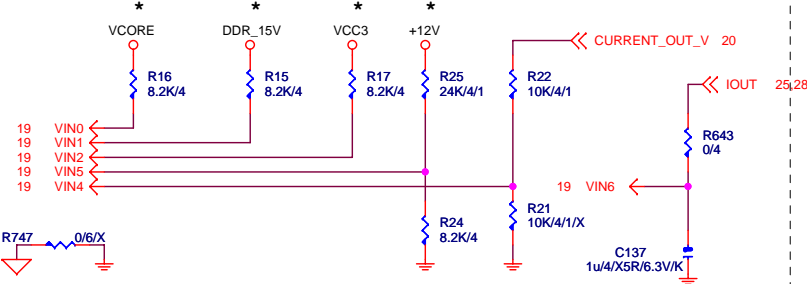 * * * *
VCORE DDR_15V VCC3 +12V
CURRENT_OUT_V 20
R16 8.2K/4
R15 8.2K/4
R17 8.2K/4
R25 24K/4/1
R22 10K/4/1
IOUT 25,28
19 VIN0
19 VIN1
19 VIN2
19 VIN5
19 VIN4
R643 0/4
19 VIN6
R24 8.2K/4
R21 10K/4/1/X
R747 0/6/X
C137
1u/4/X5R/6.3V/K